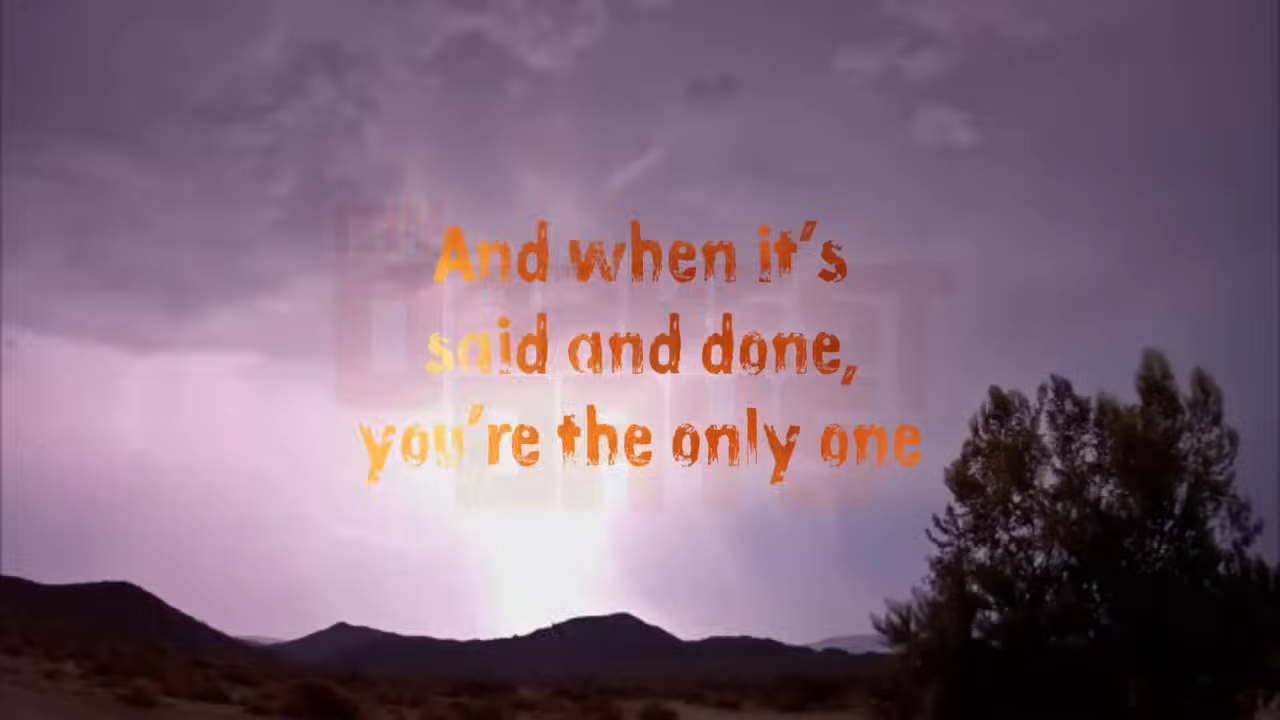 And when it's
said and done,
you're the only one